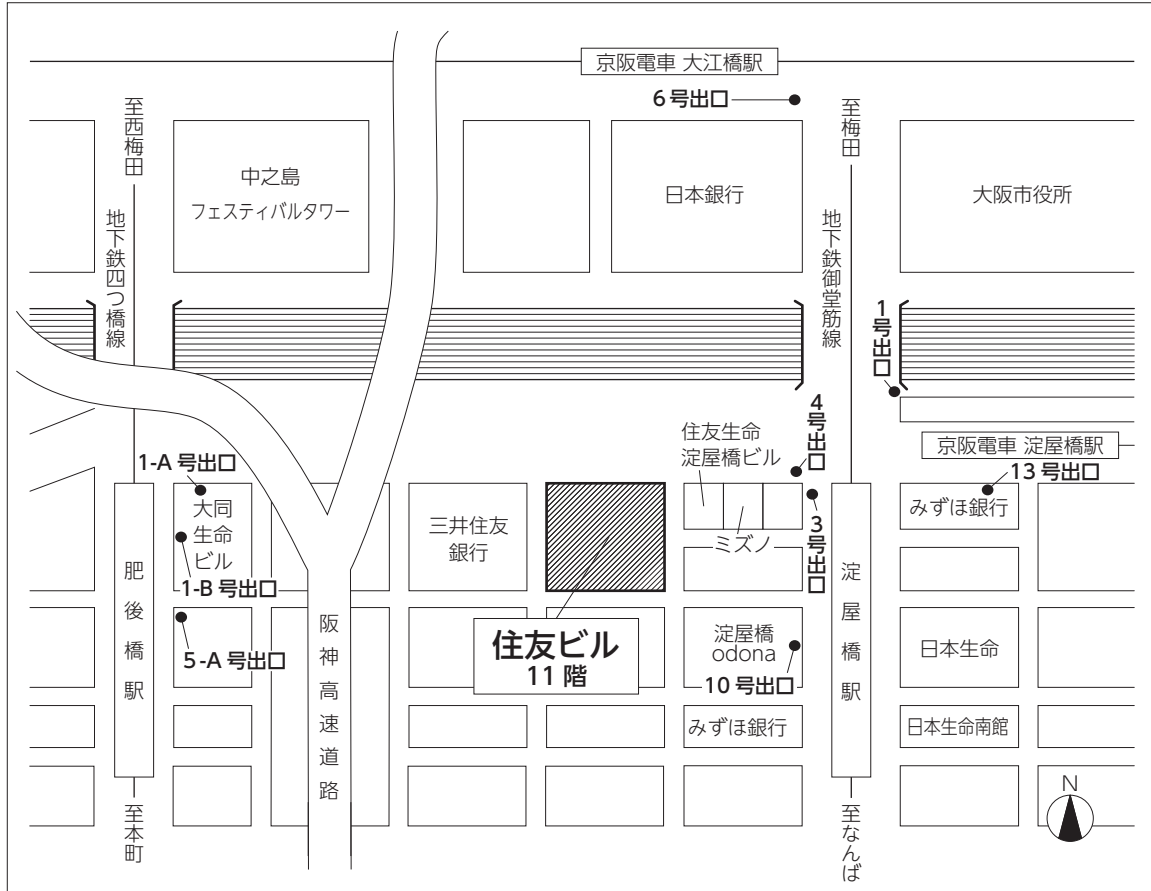 京阪電車 大江橋駅
6号出口
至西梅田
至梅田
中之島
フェスティバルタワー
日本銀行
大阪市役所
地下鉄四つ橋線
地下鉄御堂筋線
1号出口
4号出口
住友生命
淀屋橋ビル
京阪電車 淀屋橋駅
13号出口
1-A号出口
大同
生命
ビル
三井住友
銀行
ミズノ
3号出口
みずほ銀行
1-B号出口
肥後橋駅
淀屋橋駅
5-A号出口
阪神高速道路
住友ビル
11階
淀屋橋
odona
10号出口
日本生命
みずほ銀行
日本生命南館
至本町
至なんば
N